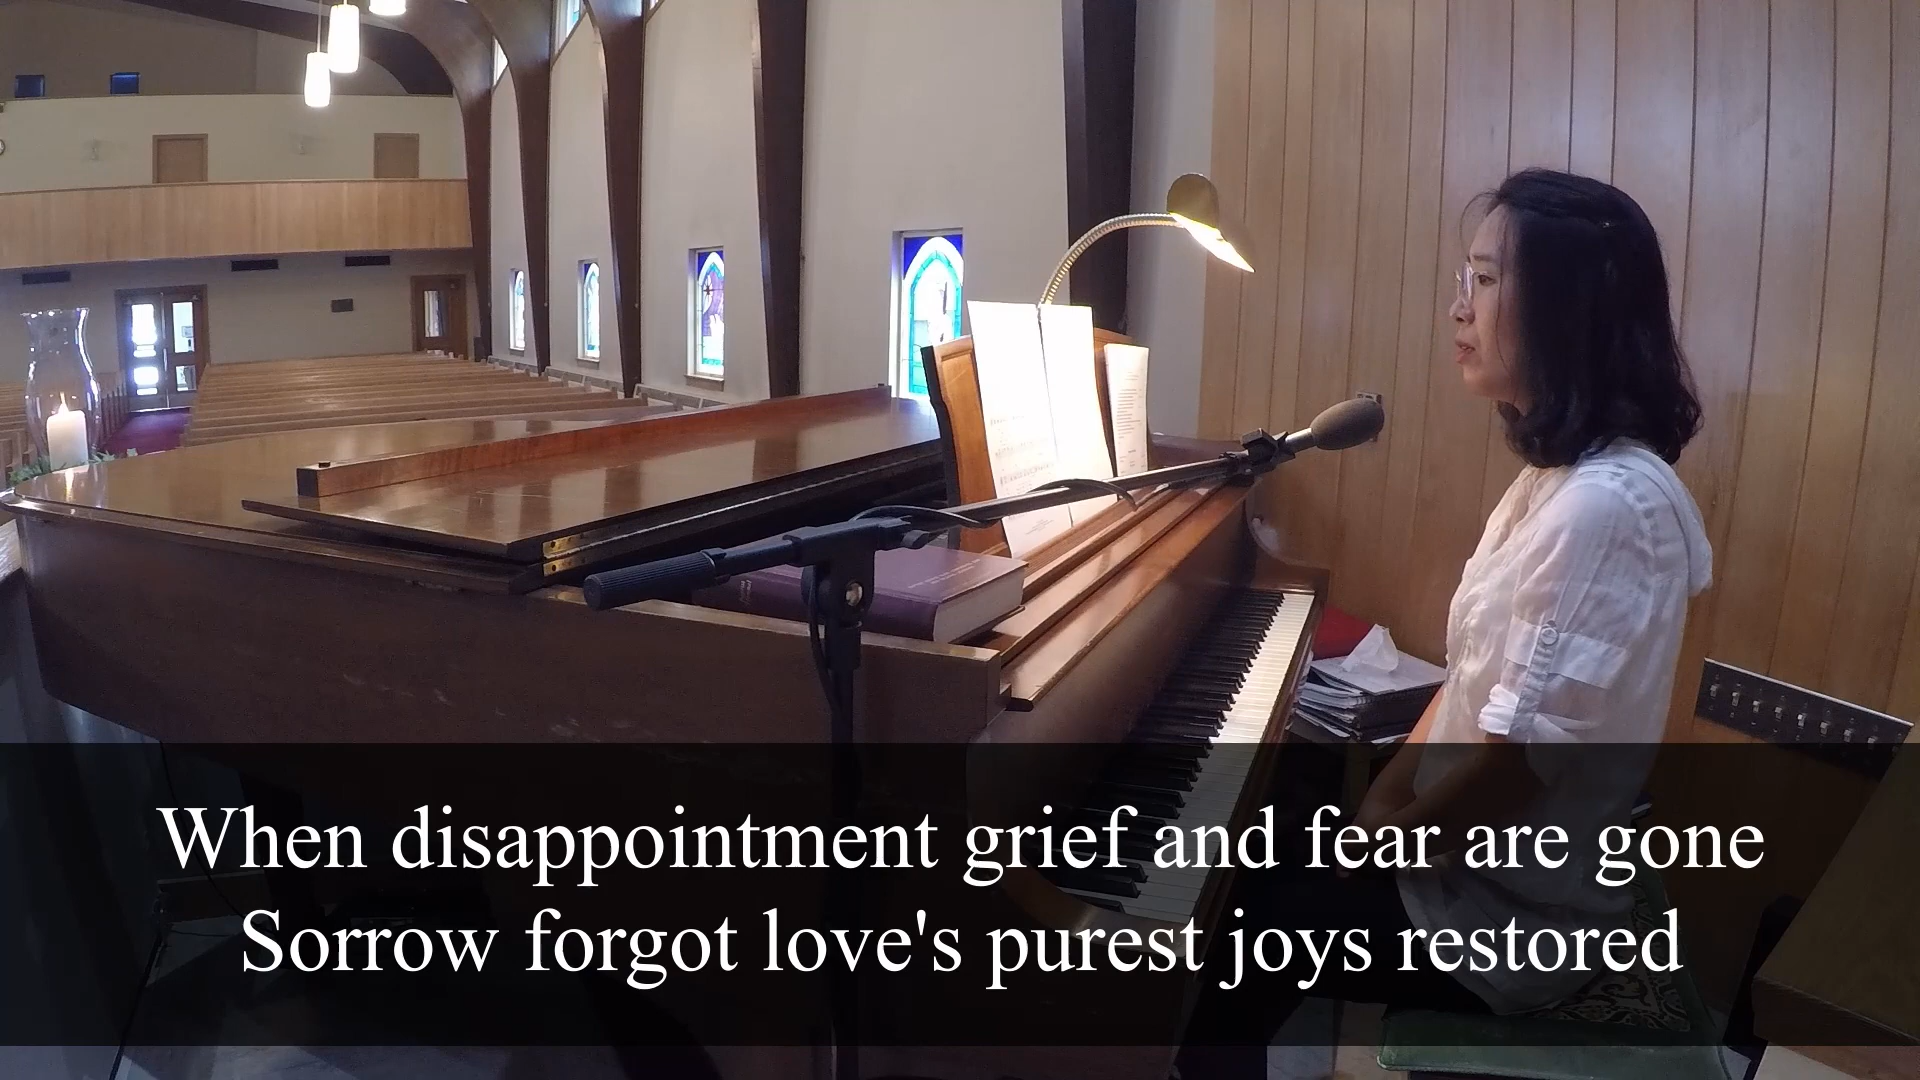 When disappointment grief and fear are gone
Sorrow forgot love's purest joys restored